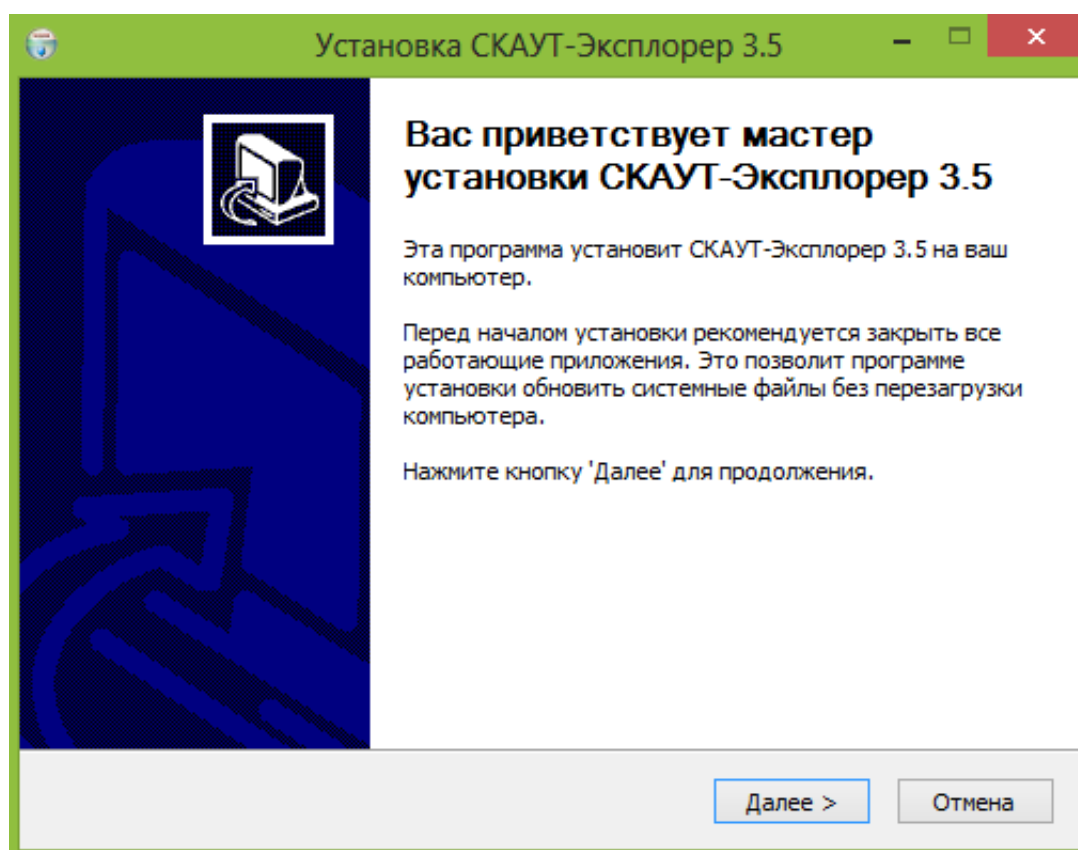 Установка СКАУТ-Эксплорер 3.5
Вас приветствует мастер
установки СКАУТ-Эксплорер 3.5
Эта программа установит СКАУТ-Эксплорер 3.5 на ваш
компьютер.
Перед началом установки рекомендуется закрыть все
работающие приложения. Это позволит программе
установки обновить системные файлы без перезагрузки
компьютера.
Нажмите кнопку 'Далее' для продолжения.
Далее >
Отмена